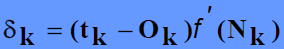 δk = (tk – Ok)f′(Nk)